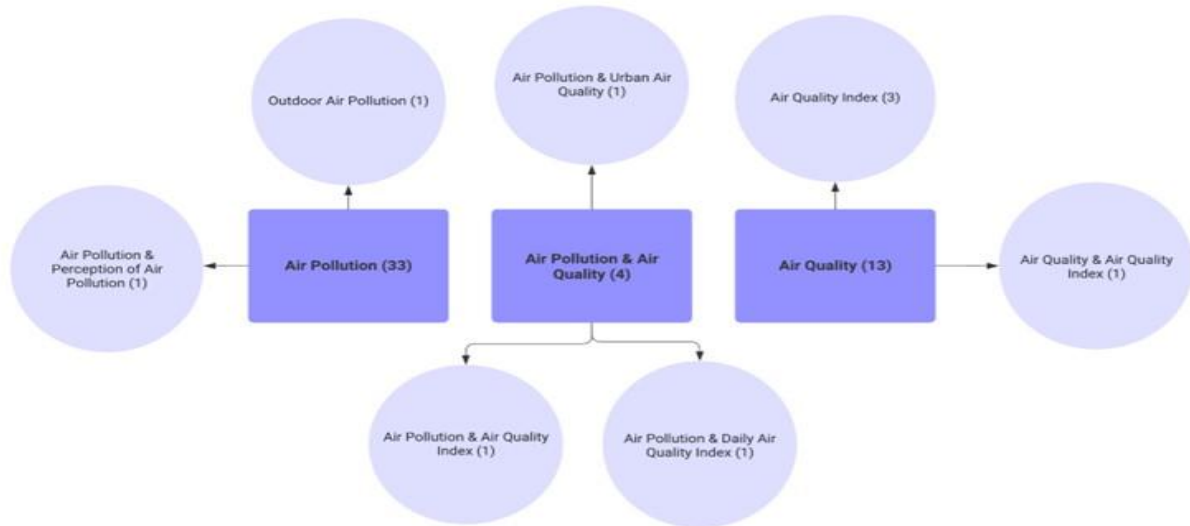 Outdoor Air Pollution (1)
Air Pollution & Urban Air
Quality (1)
Air Quality Index (3)
Air Pollution &
Perception of Air
Pollution (1)
Air Pollution (33)
Air Pollution & Air
Quality (4)
Air Quality (13)
Air Quality & Air Quality
Index (1)
Air Pollution & Air Quality
Index (1)
Air Pollution & Daily Air
Quality Index (1)